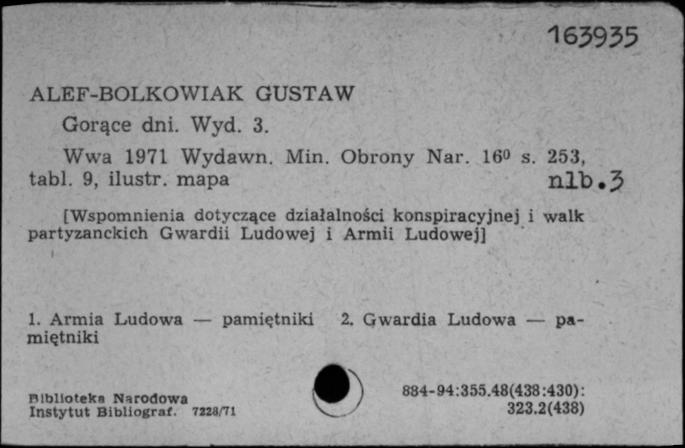 163935
ALEF-BOLKOWIAK GUSTAW
Gorące dni. Wyd. 3.
Wwa 1971 Wydawn. Min. Obrony Nar. 16⁰ s. 253,
tabl. 9, ilustr. mapa nlb.3
[Wspomnienia dotyczące działalności konspiracyjnej i walk
partyzanckich Gwardii Ludowej i Armii Ludowej]
1. Armia Ludowa — pamiętniki 2. Gwardia Ludowa — pa-
miętniki
Biblioteka Narodowa
Instytut Bibliograf. 7228/71
884-94:355.48(438:430):
323.2(438)